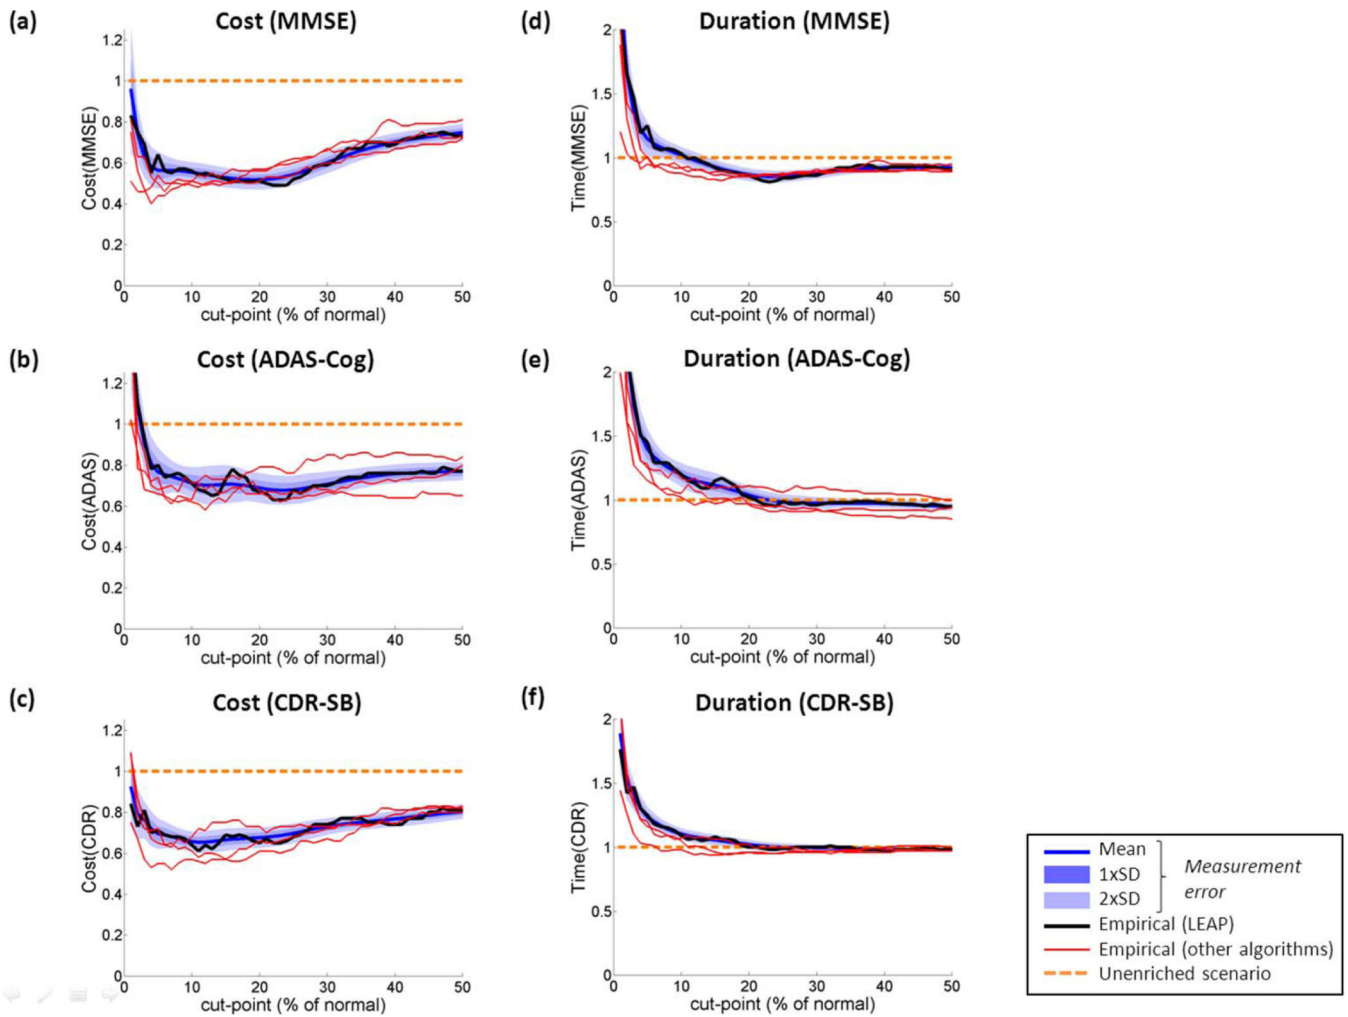 (a) Cost (MMSE)
1.2
1
0.8
0.6
0.4
0.2
0
Cost(MMSE)
0 10 20 30 40 50
cut-point (% of normal)
(d) Duration (MMSE)
2
1.5
1
0.5
0
Time(MMSE)
0 10 20 30 40 50
cut-point (% of normal)
(b) Cost (ADAS-Cog)
1.2
1
0.8
0.6
0.4
0.2
0
Cost(ADAS)
0 10 20 30 40 50
cut-point (% of normal)
(e) Duration (ADAS-Cog)
2
1.5
1
0.5
0
Time(ADAS)
0 10 20 30 40 50
cut-point (% of normal)
(c) Cost (CDR-SB)
1.2
1
0.8
0.6
0.4
0.2
0
Cost(CDR)
0 10 20 30 40 50
cut-point (% of normal)
(f) Duration (CDR-SB)
2
1.5
1
0.5
0
Time(CDR)
0 10 20 30 40 50
cut-point (% of normal)
Mean
1xSD
2xSD
Measurement
error
Empirical (LEAP)
Empirical (other algorithms)
Unenriched scenario